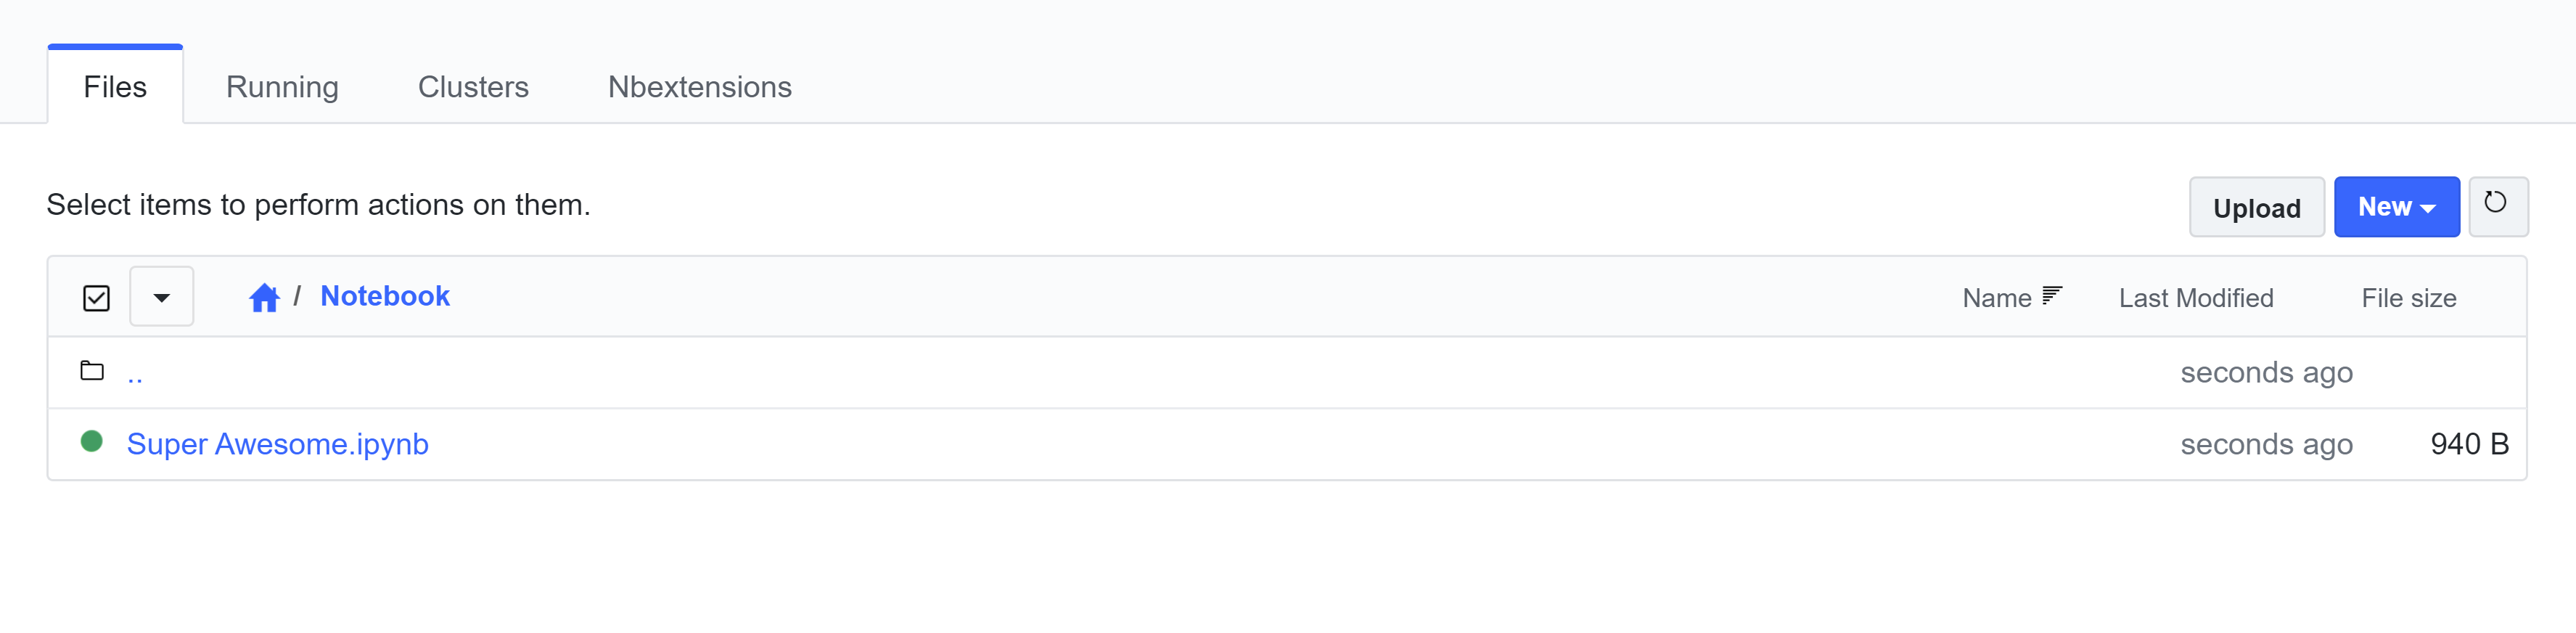 Files Running Clusters Nbextensions
Select items to perform actions on them. Upload New
/ Notebook Name Last Modified File size
.. seconds ago
Super Awesome.ipynb seconds ago 940 B